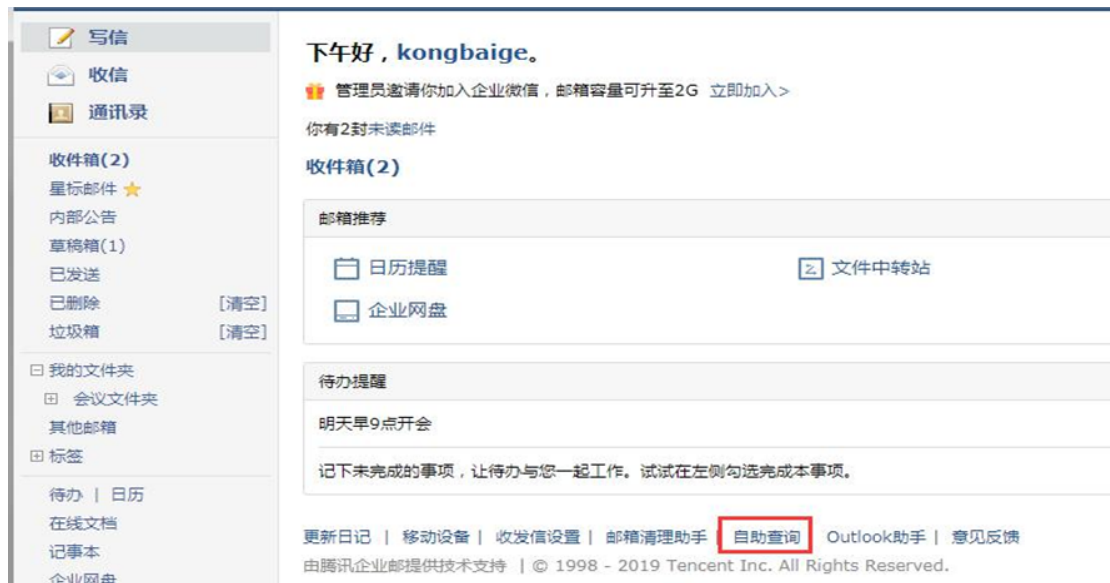 写信
收信
通讯录
收件箱(2)
星标邮件
内部公告
草稿箱(1)
已发送
已删除 [清空]
垃圾箱 [清空]
我的文件夹
会议文件夹
其他邮箱
标签
待办 | 日历
在线文档
记事本
企业网盘
下午好，kongbaige。
管理员邀请你加入企业微信，邮箱容量可升至2G 立即加入>
你有2封未读邮件
收件箱(2)
邮箱推荐
日历提醒 文件中转站
企业网盘
待办提醒
明天早9点开会
记下未完成的事项，让待办与您一起工作。试试在左侧勾选完成本事项。
更新日记 | 移动设备 | 收发信设置 | 邮箱清理助手 | 自助查询 Outlook助手 | 意见反馈
由腾讯企业邮提供技术支持 | © 1998 - 2019 Tencent Inc. All Rights Reserved.